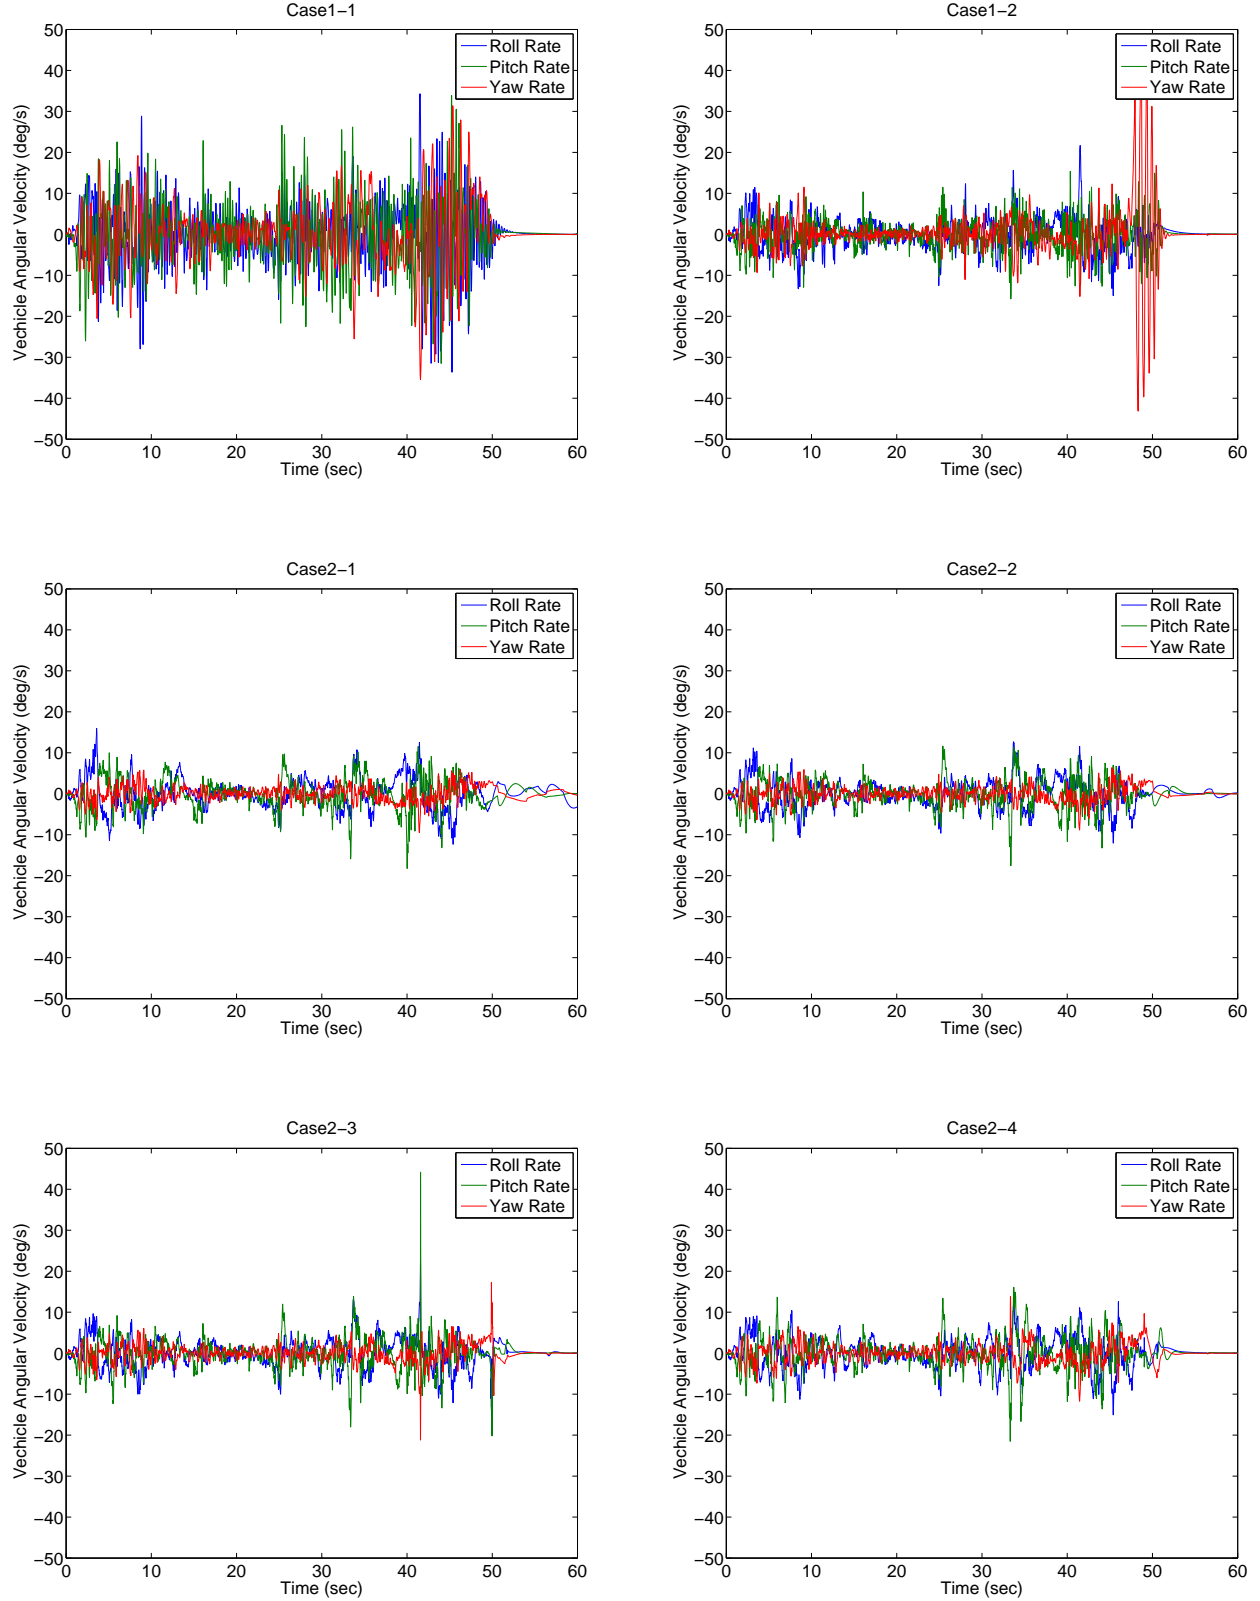 Case1−1
50
40
30
20
10
0
−10
−20
−30
−40
−50
Vechicle Angular Velocity (deg/s)
Roll Rate
Pitch Rate
Yaw Rate
0 10 20 30 40 50 60
Time (sec)
Case1−2
50
40
30
20
10
0
−10
−20
−30
−40
−50
Vechicle Angular Velocity (deg/s)
Roll Rate
Pitch Rate
Yaw Rate
0 10 20 30 40 50 60
Time (sec)
Case2−1
50
40
30
20
10
0
−10
−20
−30
−40
−50
Vechicle Angular Velocity (deg/s)
Roll Rate
Pitch Rate
Yaw Rate
0 10 20 30 40 50 60
Time (sec)
Case2−2
50
40
30
20
10
0
−10
−20
−30
−40
−50
Vechicle Angular Velocity (deg/s)
Roll Rate
Pitch Rate
Yaw Rate
0 10 20 30 40 50 60
Time (sec)
Case2−3
50
40
30
20
10
0
−10
−20
−30
−40
−50
Vechicle Angular Velocity (deg/s)
Roll Rate
Pitch Rate
Yaw Rate
0 10 20 30 40 50 60
Time (sec)
Case2−4
50
40
30
20
10
0
−10
−20
−30
−40
−50
Vechicle Angular Velocity (deg/s)
Roll Rate
Pitch Rate
Yaw Rate
0 10 20 30 40 50 60
Time (sec)